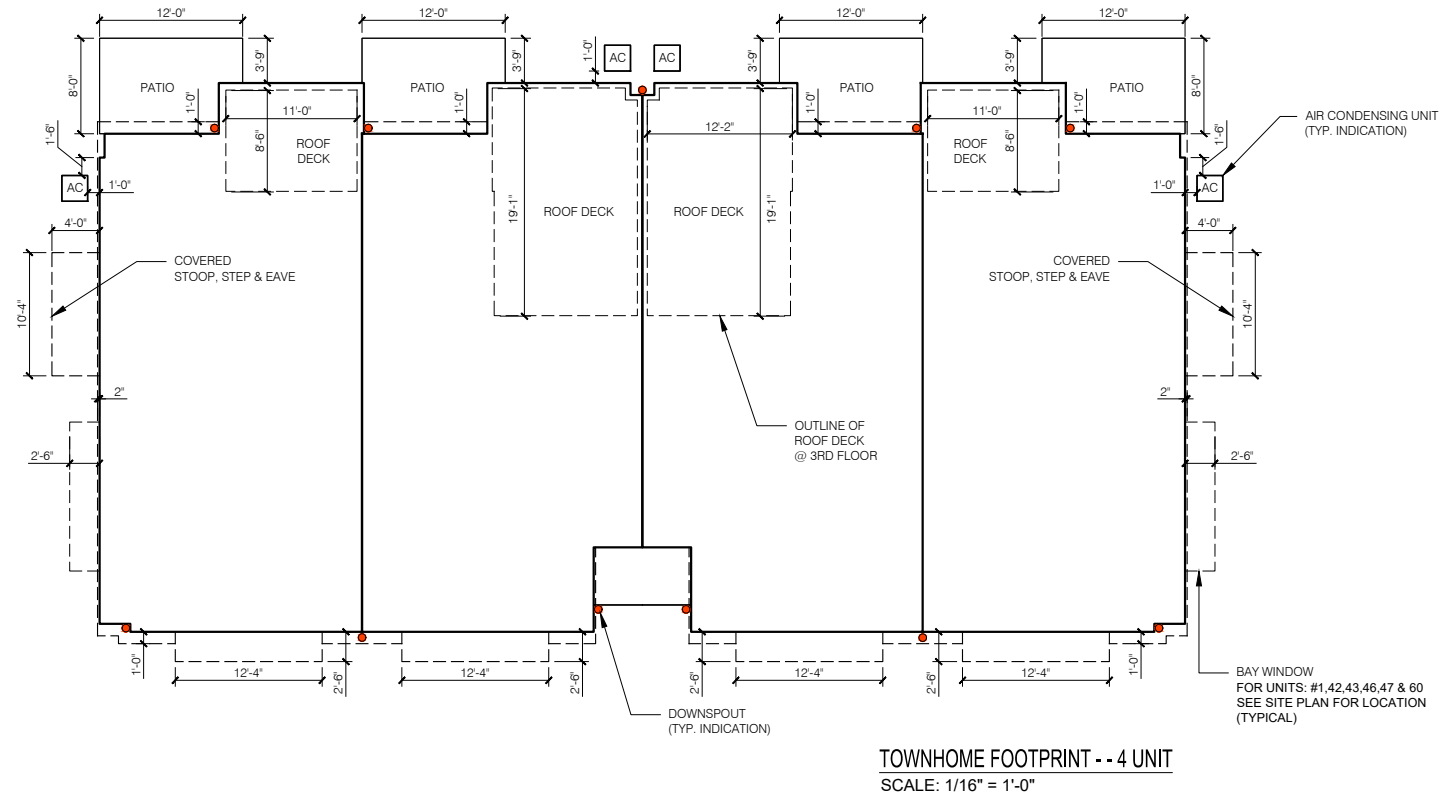 12'-0"
12'-0"
12'-0"
12'-0"
8'-0"
3'-9"
3'-9"
1'-0"
AC
AC
3'-9"
3'-9"
8'-0"
PATIO
PATIO
PATIO
PATIO
1'-0"
11'-0"
1'-0"
1'-0"
11'-0"
1'-0"
AIR CONDENSING UNIT
(TYP. INDICATION)
1'-6"
8'-6"
ROOF
DECK
12'-2"
ROOF
DECK
8'-6"
1'-6"
AC
1'-0"
1'-0"
AC
19'-1"
ROOF DECK
ROOF DECK
19'-1"
4'-0"
4'-0"
COVERED
STOOP, STEP & EAVE
COVERED
STOOP, STEP & EAVE
10'-4"
10'-4"
2"
2"
OUTLINE OF
ROOF DECK
@ 3RD FLOOR
2'-6"
2'-6"
1'-0"
12'-4"
2'-6"
12'-4"
2'-6"
2'-6"
12'-4"
2'-6"
12'-4"
1'-0"
BAY WINDOW
FOR UNITS: #1,42,43,46,47 & 60
SEE SITE PLAN FOR LOCATION
(TYPICAL)
DOWNSPOUT
(TYP. INDICATION)
TOWNHOME FOOTPRINT - - 4 UNIT
SCALE: 1/16" = 1'-0"